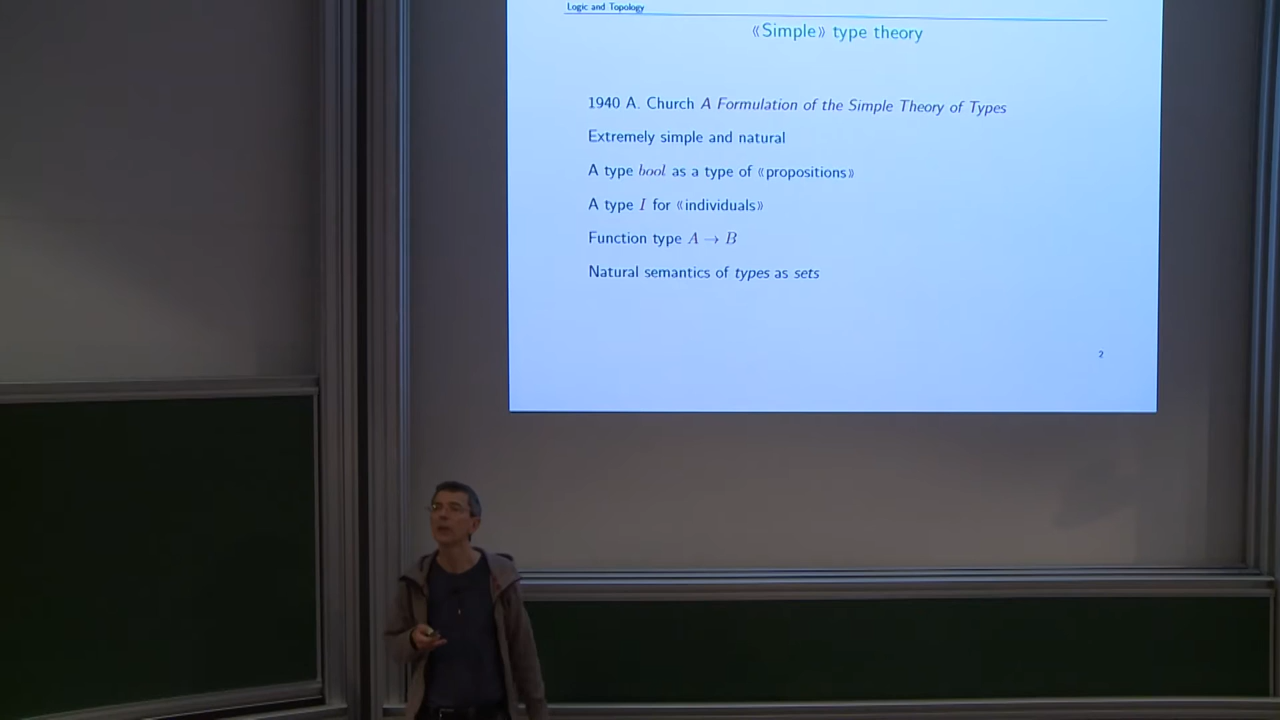 Logic and Topology
《Simple》 type theory
1940 A. Church A Formulation of the Simple Theory of Types
Extremely simple and natural
A type bool as a type of 《propositions》
A type I for 《individuals》
Function type A → B
Natural semantics of types as sets
2